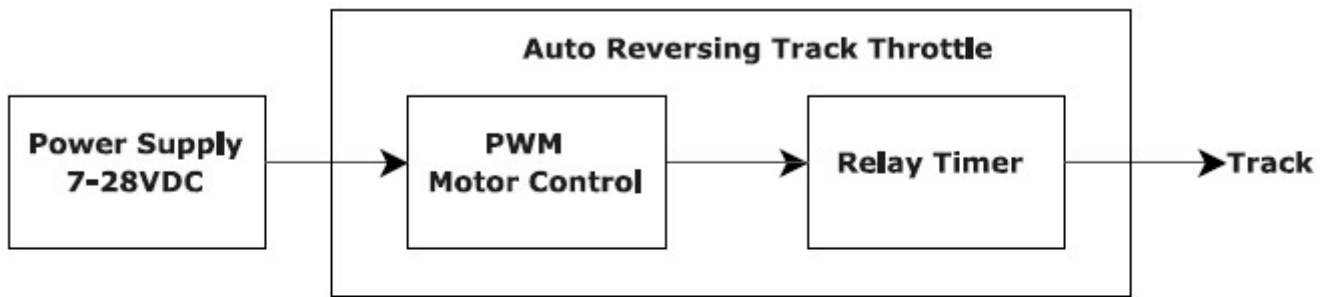 Auto Reversing Track Throttle
Power Supply
7-28VDC
PWM
Motor Control
Relay Timer
Track